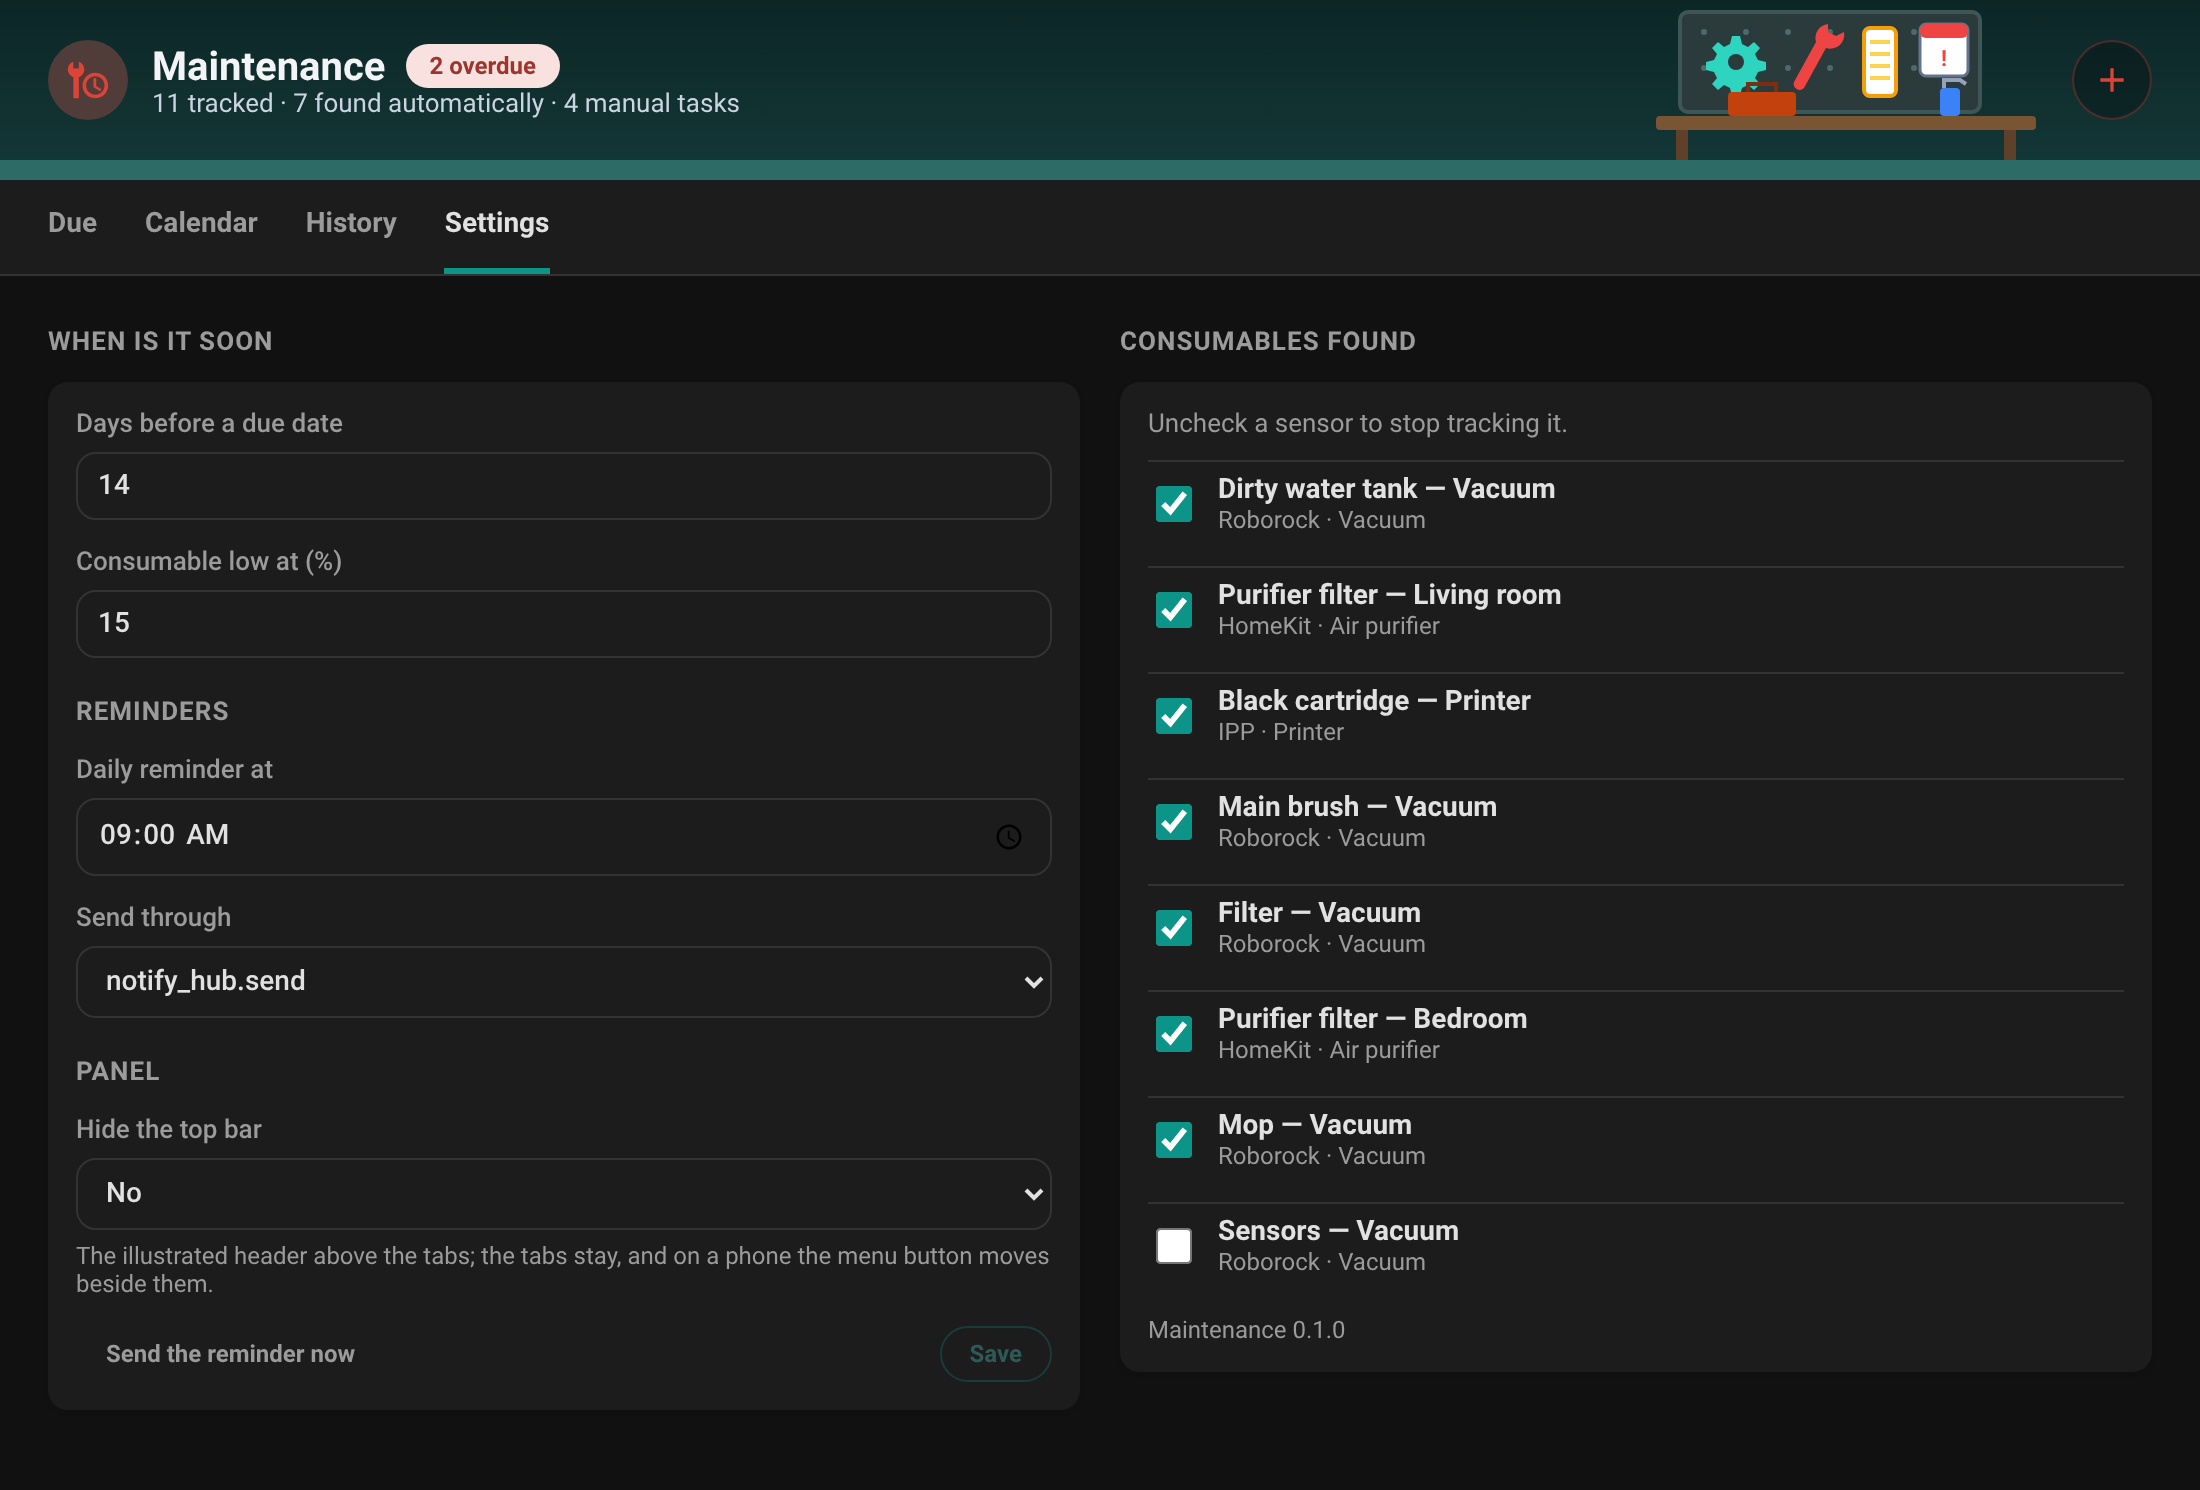 Maintenance
2 overdue
11 tracked · 7 found automatically · 4 manual tasks
!
+
Due
Calendar
History
Settings
WHEN IS IT SOON
Days before a due date
14
Consumable low at (%)
15
REMINDERS
Daily reminder at
09:00 AM
Send through
notify_hub.send
PANEL
Hide the top bar
No
The illustrated header above the tabs; the tabs stay, and on a phone the menu button moves
beside them.
Send the reminder now
Save
CONSUMABLES FOUND
Uncheck a sensor to stop tracking it.
Dirty water tank — Vacuum
Roborock · Vacuum
Purifier filter — Living room
HomeKit · Air purifier
Black cartridge — Printer
IPP · Printer
Main brush — Vacuum
Roborock · Vacuum
Filter — Vacuum
Roborock · Vacuum
Purifier filter — Bedroom
HomeKit · Air purifier
Mop — Vacuum
Roborock · Vacuum
Sensors — Vacuum
Roborock · Vacuum
Maintenance 0.1.0